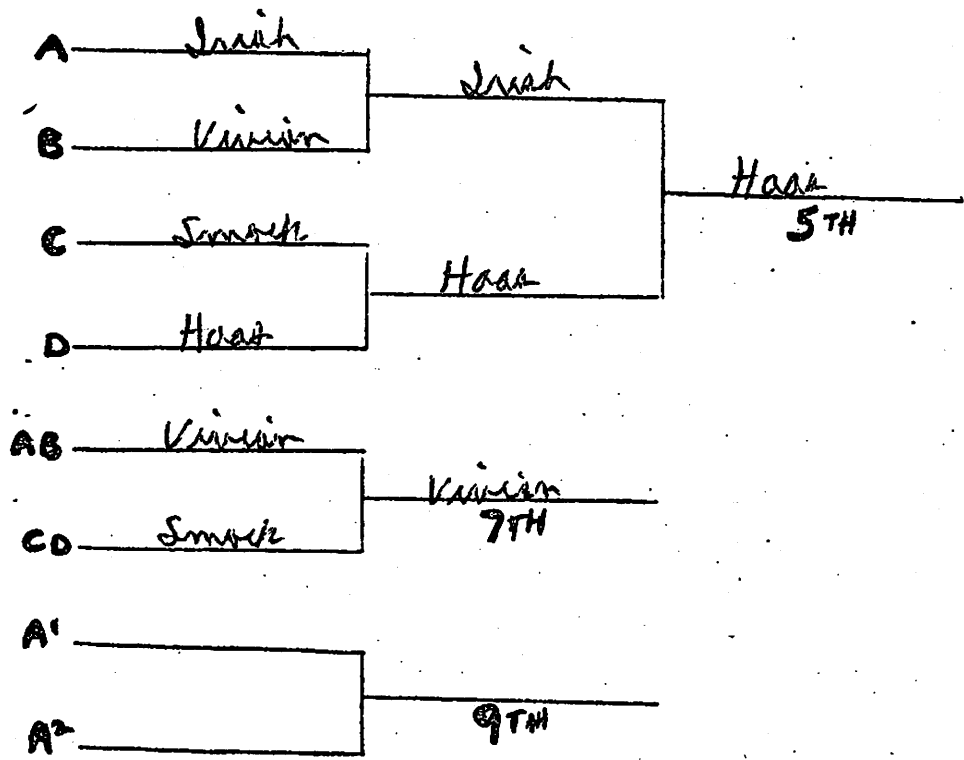 A Irish
Irish
B Vivian
Haas
5TH
C Smock
Haas
D Haas
AB Vivian
Vivian
7TH
CD Smock
A1
9TH
A2